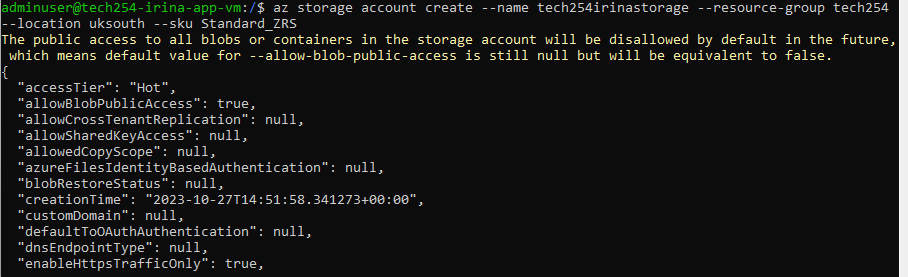 adminuser@tech254-irina-app-vm:/$ az storage account create --name tech254irinastorage --resource-group tech254
--location uksouth --sku Standard_ZRS
The public access to all blobs or containers in the storage account will be disallowed by default in the future,
 which means default value for --allow-blob-public-access is still null but will be equivalent to false.
{
  "accessTier": "Hot",
  "allowBlobPublicAccess": true,
  "allowCrossTenantReplication": null,
  "allowSharedKeyAccess": null,
  "allowedCopyScope": null,
  "azureFilesIdentityBasedAuthentication": null,
  "blobRestoreStatus": null,
  "creationTime": "2023-10-27T14:51:58.341273+00:00",
  "customDomain": null,
  "defaultToOAuthAuthentication": null,
  "dnsEndpointType": null,
  "enableHttpsTrafficOnly": true,